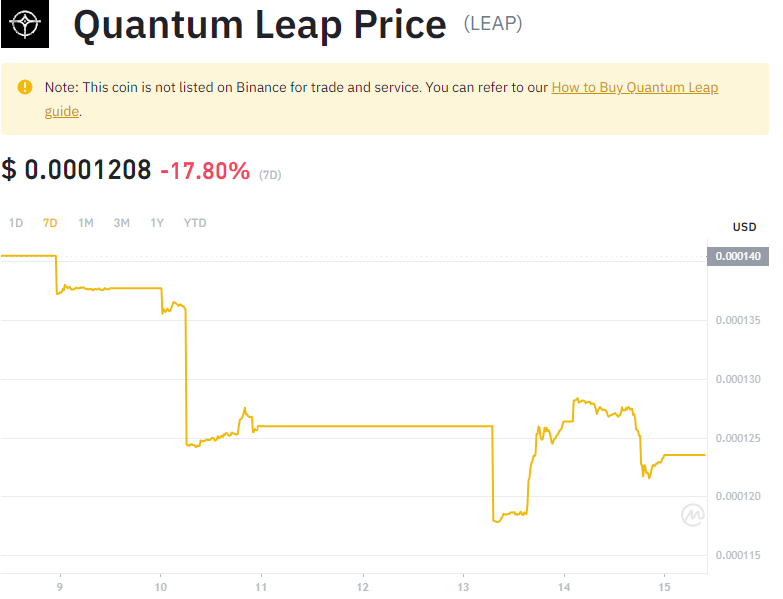 Quantum Leap Price (LEAP)
Note: This coin is not listed on Binance for trade and service. You can refer to our How to Buy Quantum Leap
guide.
$ 0.0001208 -17.80% (7D)
1D 7D 1M 3M 1Y YTD
USD
0.000140
0.000135
0.000130
0.000125
0.000120
0.000115
9 10 11 12 13 14 15